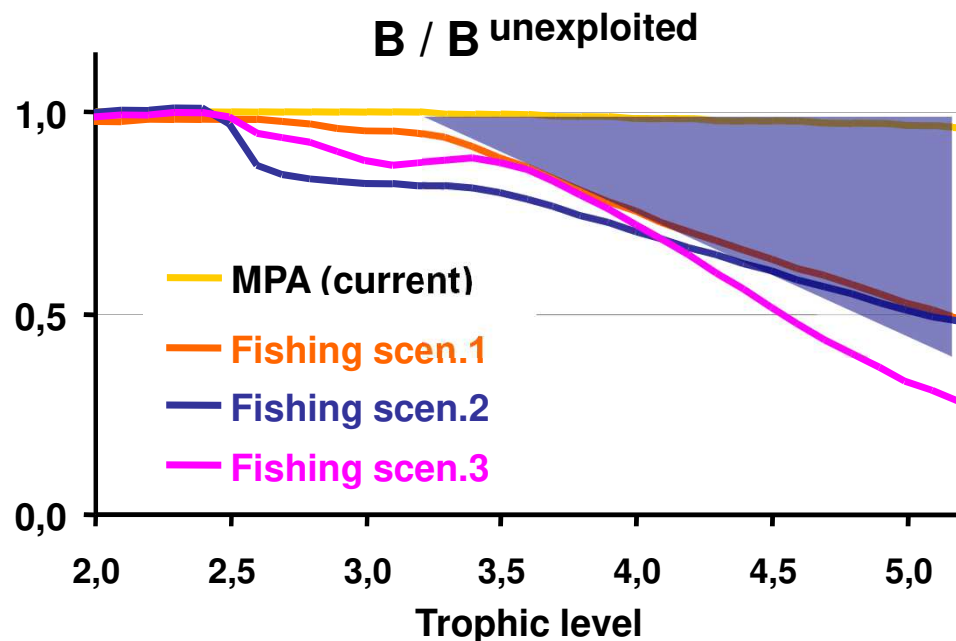 B / B unexploited
1,0
0,5
0,0
MPA (current)
Fishing scen.1
Fishing scen.2
Fishing scen.3
2,0 2,5 3,0 3,5 4,0 4,5 5,0
Trophic level